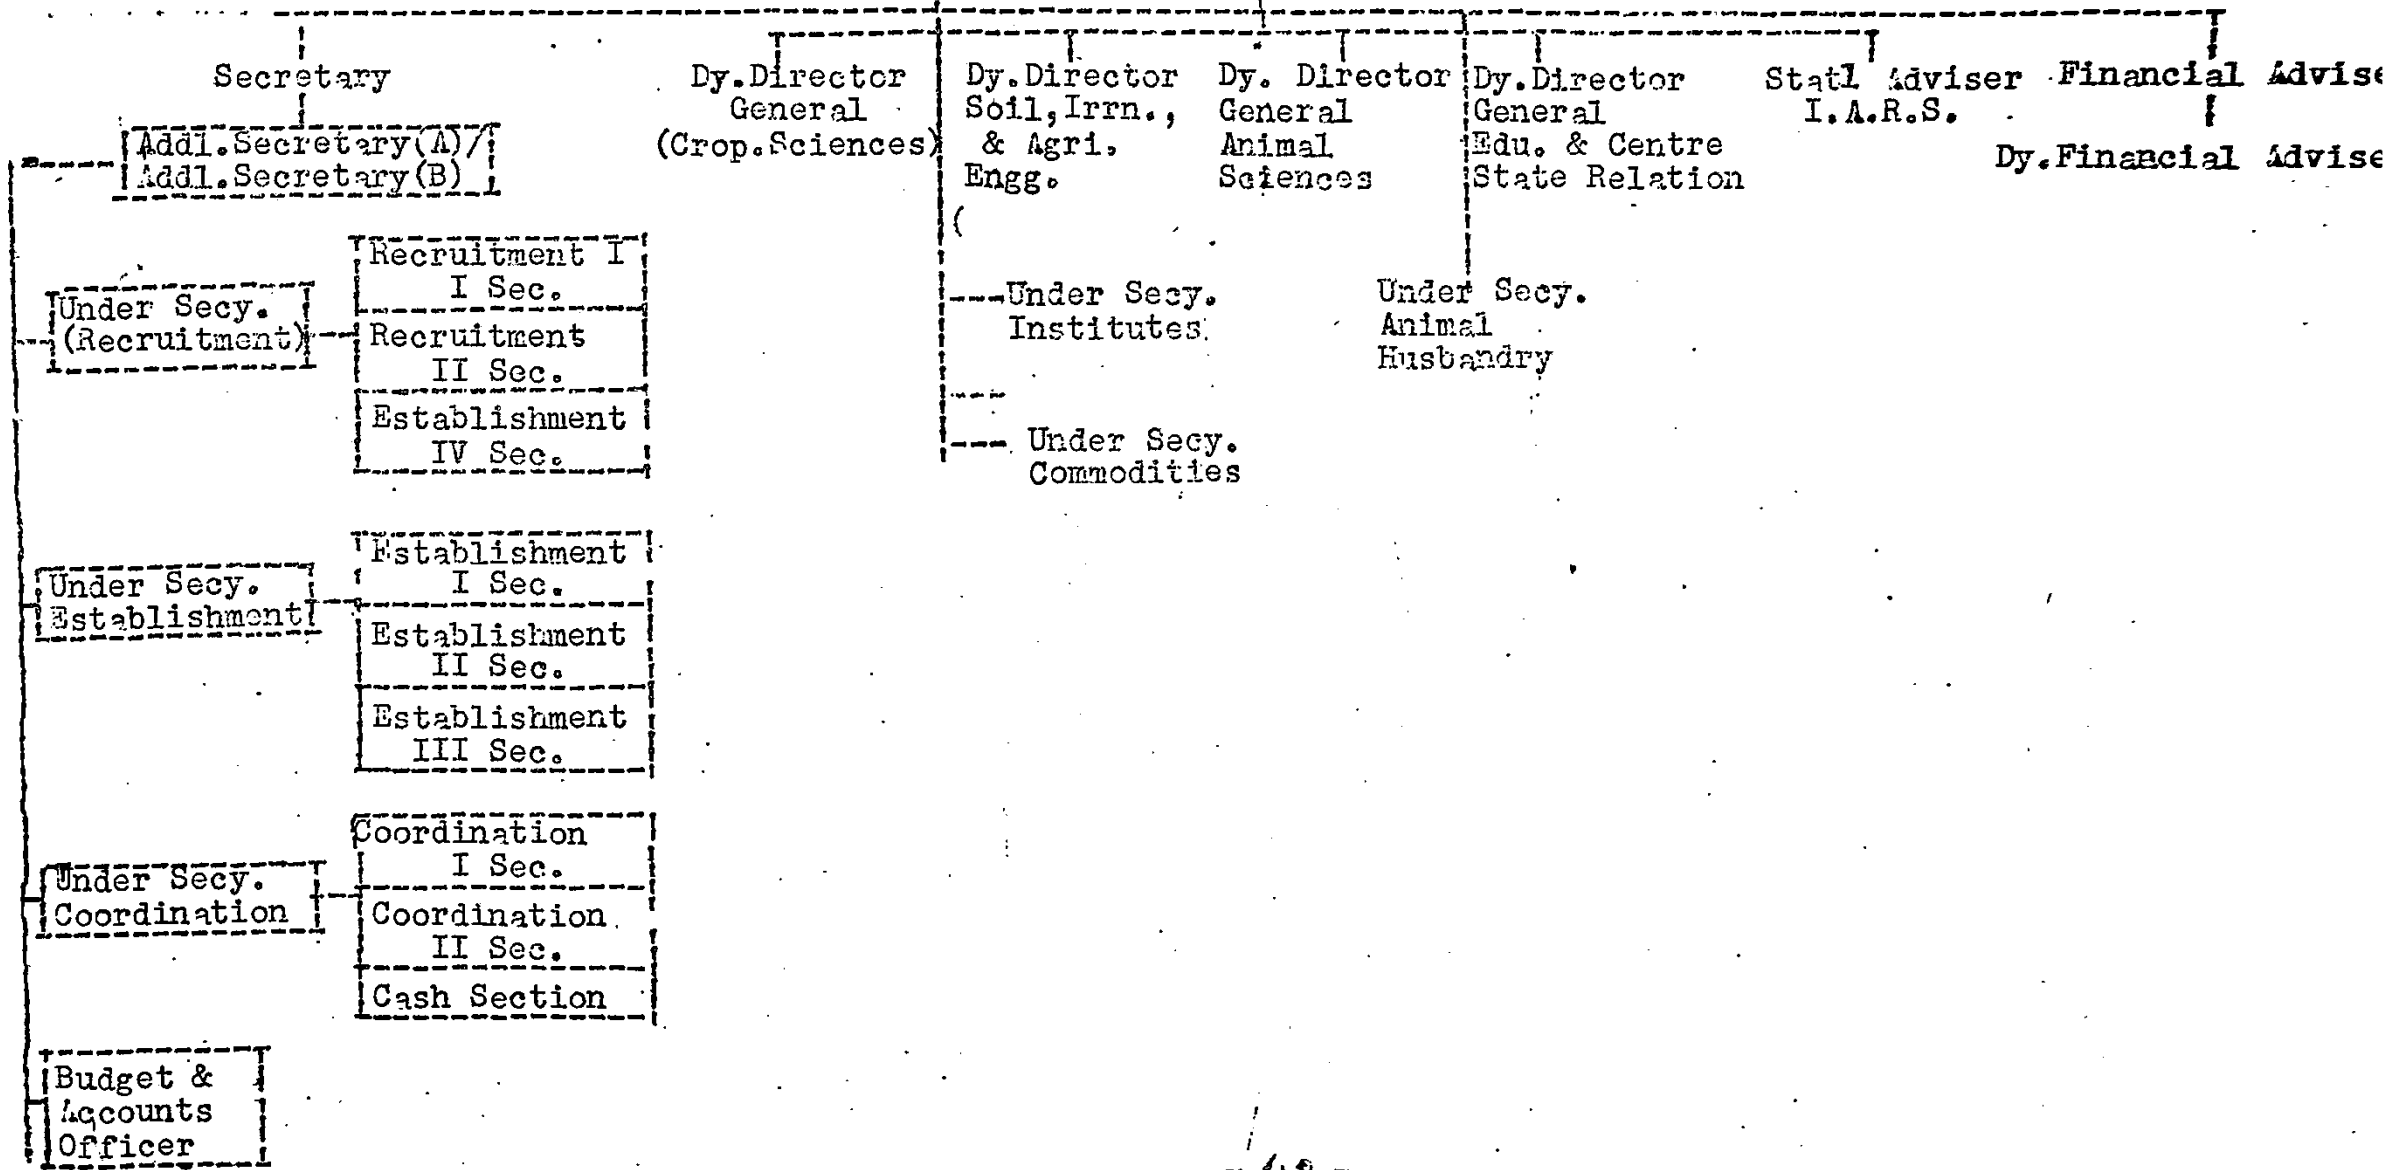 Secretary
Addl.Secretary(A)/
Addl.Secretary(B)
Dy.Director
General
(Crop.Sciences)
Dy.Director
Soil,Irrn.,
& Agri.
Engg.
(
Dy. Director
General
Animal
Sciences
Dy.Director
General
Edu. & Centre
State Relation
Statl Adviser
I.A.R.S.
Financial Advise
Dy.Financial Advise
Under Secy.
(Recruitment)
Recruitment I
I Sec.
Recruitment
II Sec.
Establishment
IV Sec.
Under Secy.
Institutes
Under Secy.
Commodities
Under Secy.
Animal
Husbandry
Under Secy.
Establishment
Establishment
I Sec.
Establishment
II Sec.
Establishment
III Sec.
Under Secy.
Coordination
Coordination
I Sec.
Coordination
II Sec.
Cash Section
Budget &
Accounts
Officer